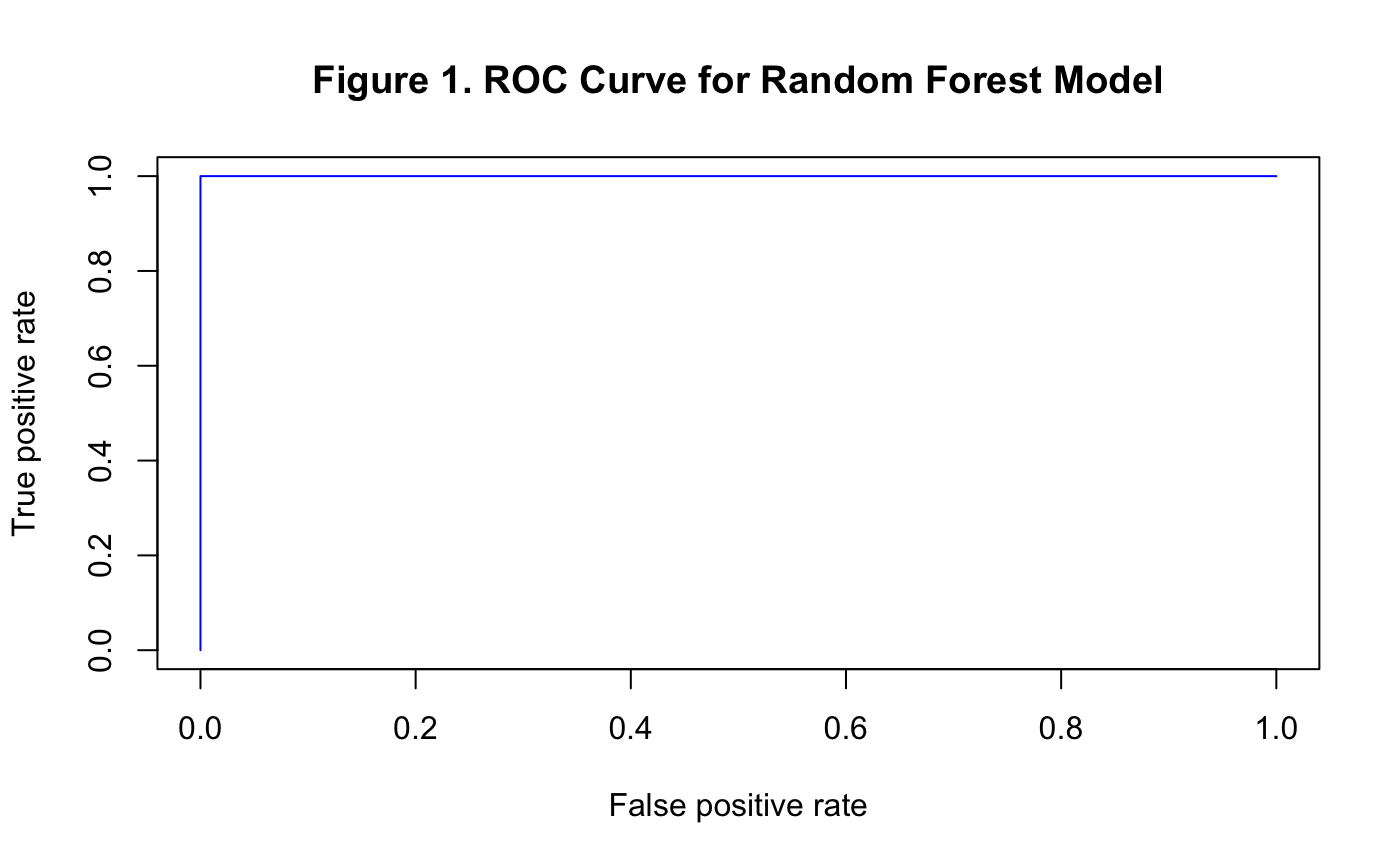 Figure 1. ROC Curve for Random Forest Model
True positive rate
1.0
0.8
0.6
0.4
0.2
0.0
0.0 0.2 0.4 0.6 0.8 1.0
False positive rate